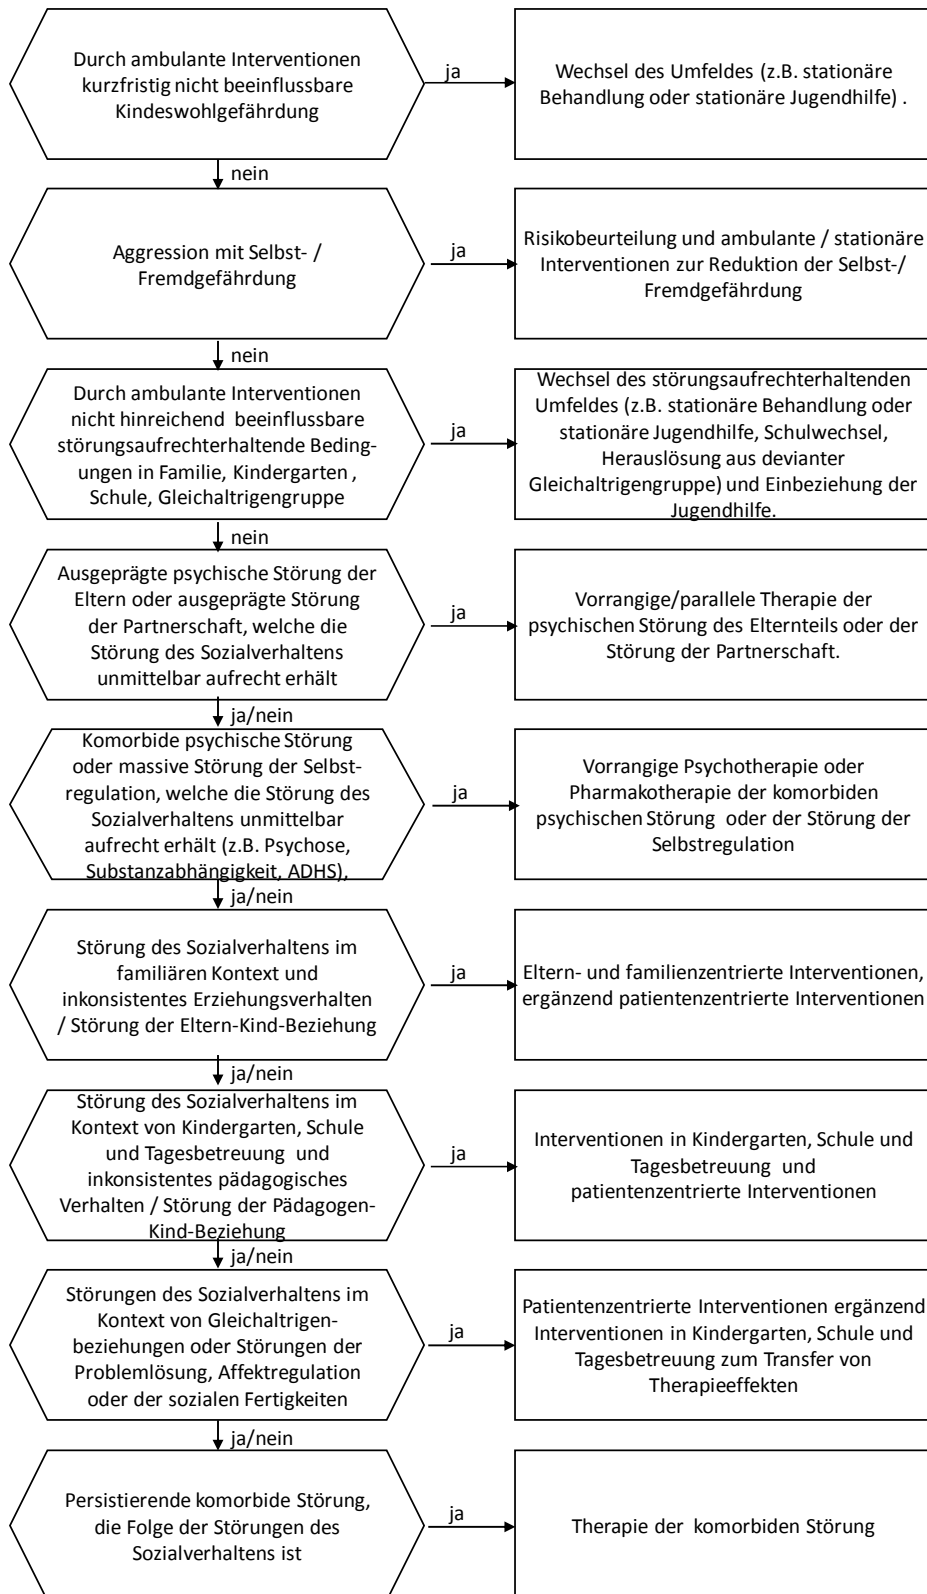 Durch ambulante Interventionen
kurzfristig nicht beeinflussbare
Kindeswohlgefährdung
ja
Wechsel des Umfeldes (z.B. stationäre
Behandlung oder stationäre Jugendhilfe) .
nein
Aggression mit Selbst- /
Fremdgefährdung
ja
Risikobeurteilung und ambulante / stationäre
Interventionen zur Reduktion der Selbst-/
Fremdgefährdung
nein
Durch ambulante Interventionen
nicht hinreichend beeinflussbare
störungsaufrechterhaltende Beding-
ungen in Familie, Kindergarten ,
Schule, Gleichaltrigengruppe
ja
Wechsel des störungsaufrechterhaltenden
Umfeldes (z.B. stationäre Behandlung oder
stationäre Jugendhilfe, Schulwechsel,
Herauslösung aus devianter
Gleichaltrigengruppe) und Einbeziehung der
Jugendhilfe.
nein
Ausgeprägte psychische Störung der
Eltern oder ausgeprägte Störung
der Partnerschaft, welche die
Störung des Sozialverhaltens
unmittelbar aufrecht erhält
ja
Vorrangige/parallele Therapie der
psychischen Störung des Elternteils oder der
Störung der Partnerschaft.
ja/nein
Komorbide psychische Störung
oder massive Störung der Selbst-
regulation, welche die Störung des
Sozialverhaltens unmittelbar
aufrecht erhält (z.B. Psychose,
Substanzabhängigkeit, ADHS),
ja
Vorrangige Psychotherapie oder
Pharmakotherapie der komorbiden
psychischen Störung oder der Störung der
Selbstregulation
ja/nein
Störung des Sozialverhaltens im
familiären Kontext und
inkonsistentes Erziehungsverhalten
/ Störung der Eltern-Kind-Beziehung
ja
Eltern- und familienzentrierte Interventionen,
ergänzend patientenzentrierte Interventionen
ja/nein
Störung des Sozialverhaltens im
Kontext von Kindergarten, Schule
und Tagesbetreuung und
inkonsistentes pädagogisches
Verhalten / Störung der Pädagogen-
Kind-Beziehung
ja
Interventionen in Kindergarten, Schule und
Tagesbetreuung und
patientenzentrierte Interventionen
ja/nein
Störungen des Sozialverhaltens im
Kontext von Gleichaltrigen-
beziehungen oder Störungen der
Problemlösung, Affektregulation
oder der sozialen Fertigkeiten
ja
Patientenzentrierte Interventionen ergänzend
Interventionen in Kindergarten, Schule und
Tagesbetreuung zum Transfer von
Therapieeffekten
ja/nein
Persistierende komorbide Störung,
die Folge der Störungen des
Sozialverhaltens ist
ja
Therapie der komorbiden Störung